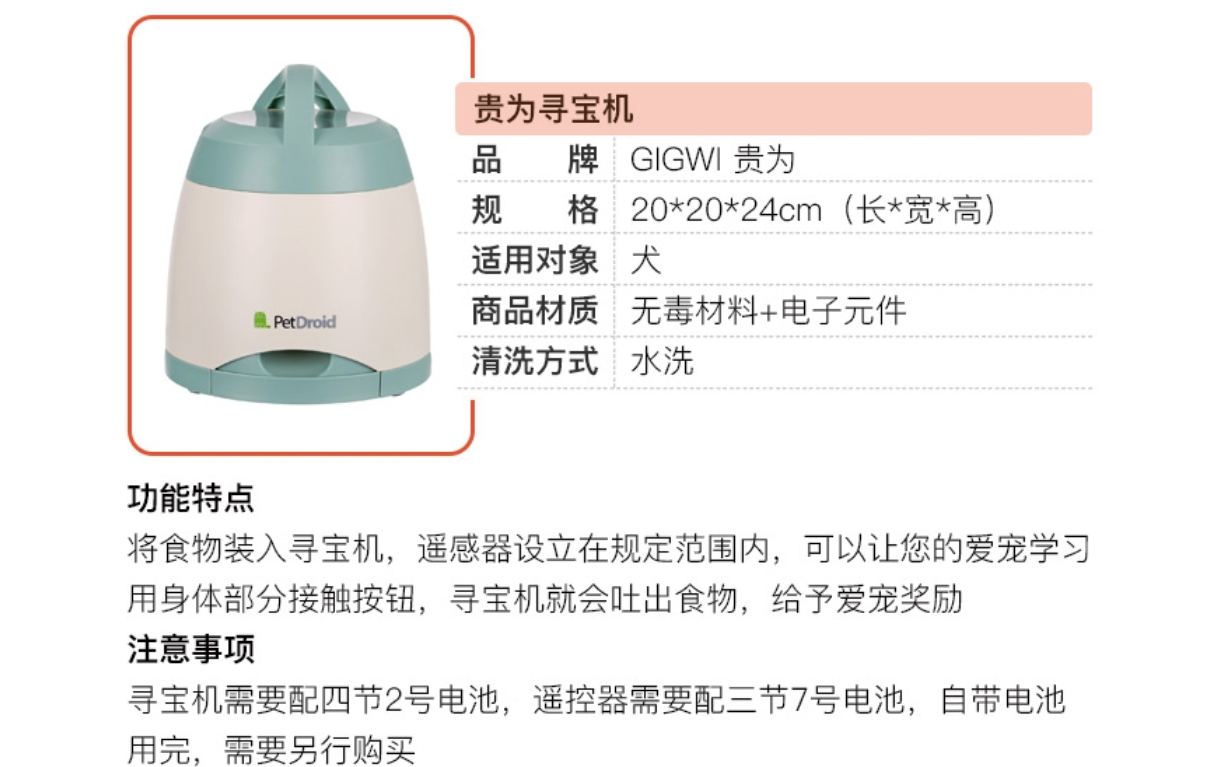 贵为寻宝机
品牌 GIGWI 贵为
规格 20*20*24cm（长*宽*高）
适用对象 犬
商品材质 无毒材料+电子元件
清洗方式 水洗
PetDroid
功能特点
将食物装入寻宝机，遥感器设立在规定范围内，可以让您的爱宠学习
用身体部分接触按钮，寻宝机就会吐出食物，给予爱宠奖励
注意事项
寻宝机需要配四节2号电池，遥控器需要配三节7号电池，自带电池
用完，需要另行购买